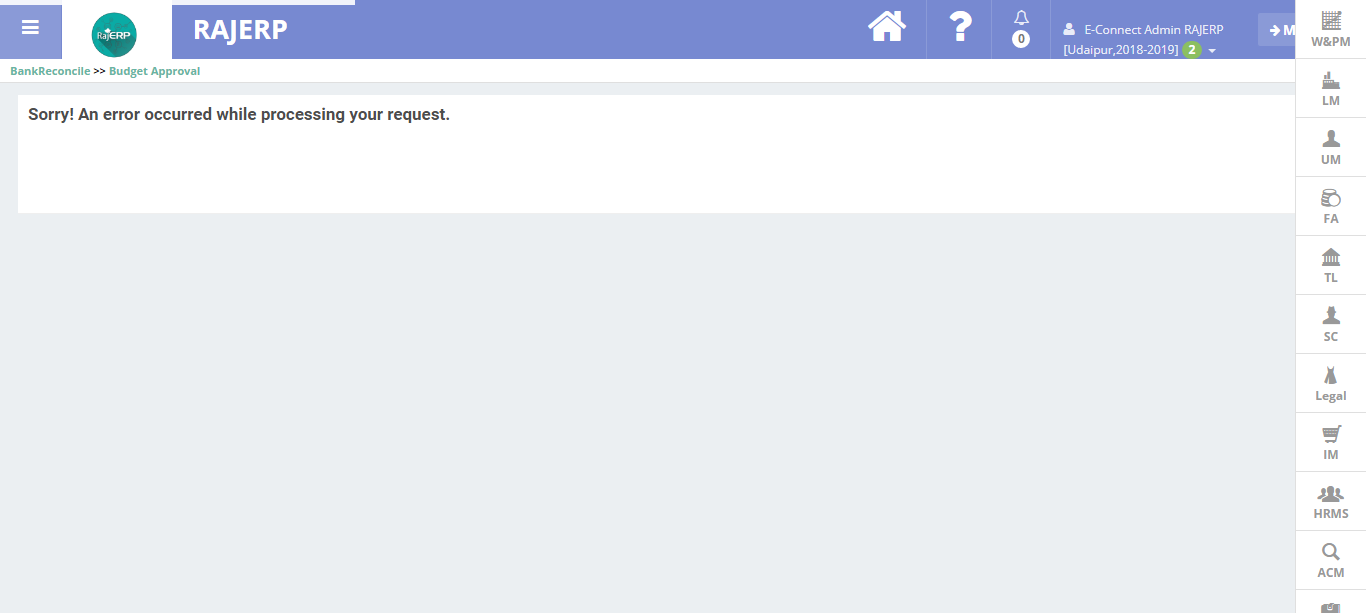 RajERP
RAJERP
0
E-Connect Admin RAJERP
[Udaipur,2018-2019] 2
M
BankReconcile >> Budget Approval
Sorry! An error occurred while processing your request.
W&PM
LM
UM
FA
TL
SC
Legal
IM
HRMS
ACM